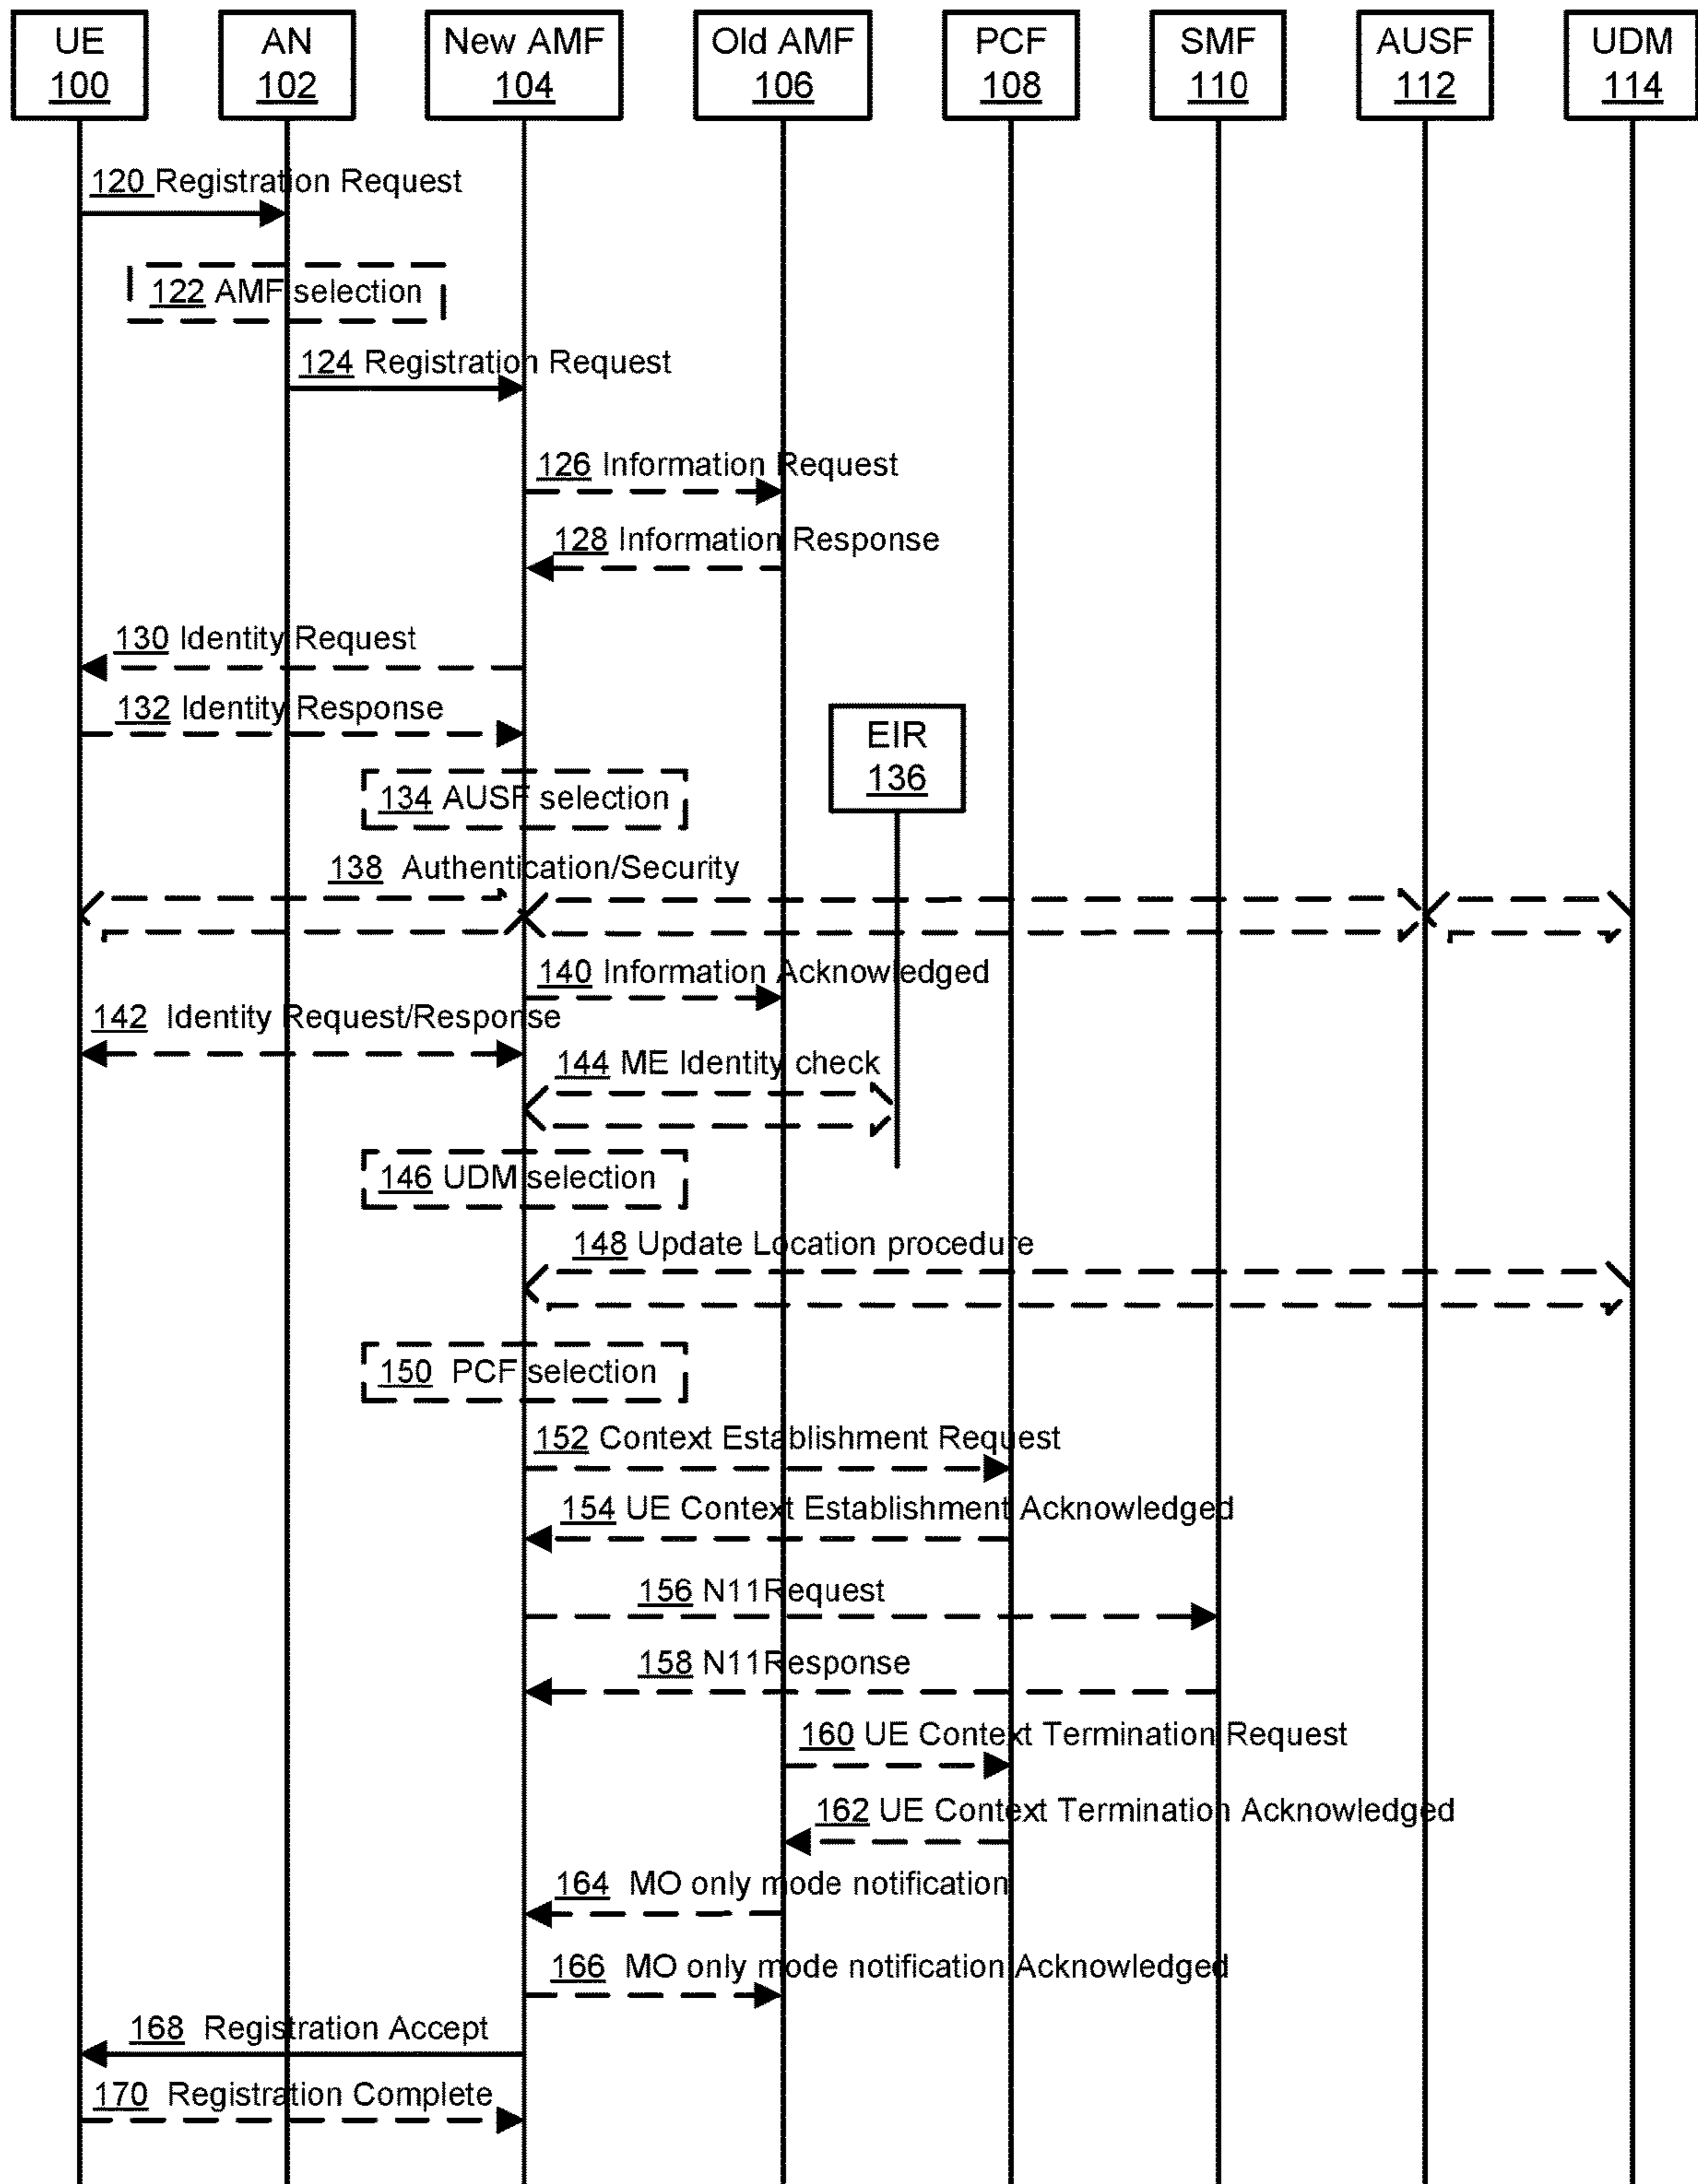 UE
100
AN
102
New AMF
104
Old AMF
106
PCF
108
SMF
110
AUSF
112
UDM
114
120 Registration Request
122 AMF selection
124 Registration Request
126 Information Request
128 Information Response
130 Identity Request
132 Identity Response
EIR
136
134 AUSF selection
138 Authentication/Security
140 Information Acknowledged
142 Identity Request/Response
144 ME Identity check
146 UDM selection
148 Update Location procedure
150 PCF selection
152 Context Establishment Request
154 UE Context Establishment Acknowledged
156 N11Request
158 N11Response
160 UE Context Termination Request
162 UE Context Termination Acknowledged
164 MO only mode notification
166 MO only mode notification Acknowledged
168 Registration Accept
170 Registration Complete